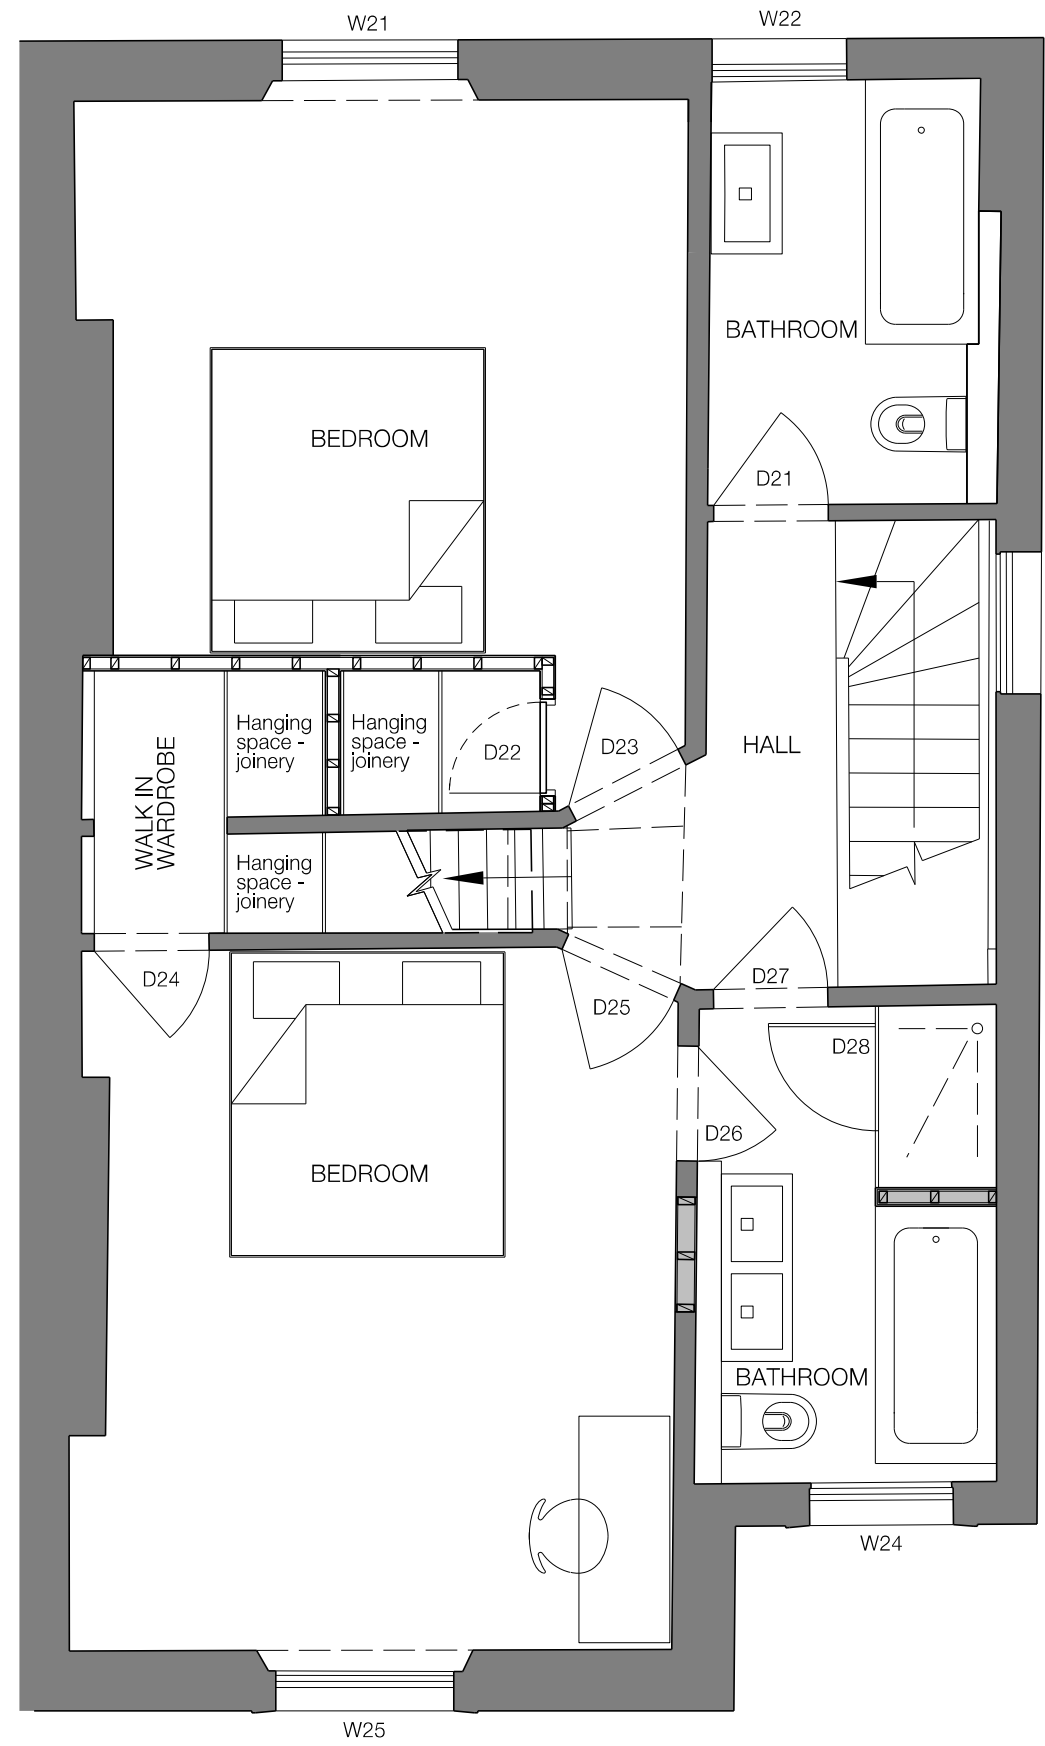 W21
W22
BATHROOM
BEDROOM
D21
Hanging
space -
joinery
Hanging
space -
joinery
D22
D23
HALL
WALK IN
WARDROBE
Hanging
space -
joinery
D24
D25
D27
D28
D26
BEDROOM
BATHROOM
W24
W25